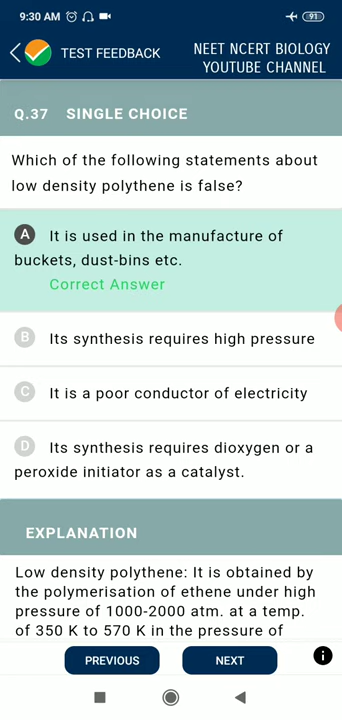 9:30 AM
91
TEST FEEDBACK
NEET NCERT BIOLOGY
YOUTUBE CHANNEL
Q.37 SINGLE CHOICE
Which of the following statements about
low density polythene is false?
A It is used in the manufacture of
buckets, dust-bins etc.
Correct Answer
B Its synthesis requires high pressure
C It is a poor conductor of electricity
D Its synthesis requires dioxygen or a
peroxide initiator as a catalyst.
EXPLANATION
Low density polythene: It is obtained by
the polymerisation of ethene under high
pressure of 1000-2000 atm. at a temp.
of 350 K to 570 K in the pressure of
PREVIOUS
NEXT
i